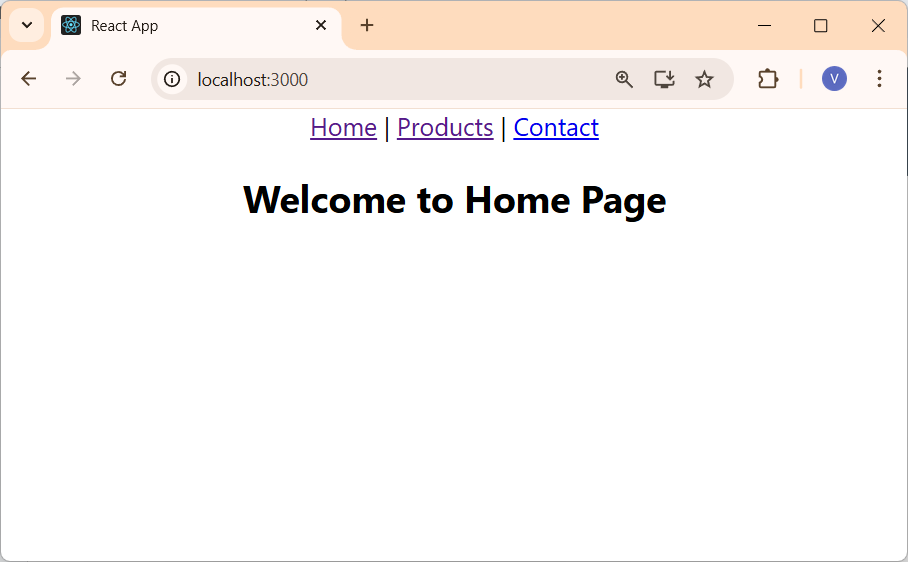 React App
localhost:3000
V
Home | Products | Contact
Welcome to Home Page